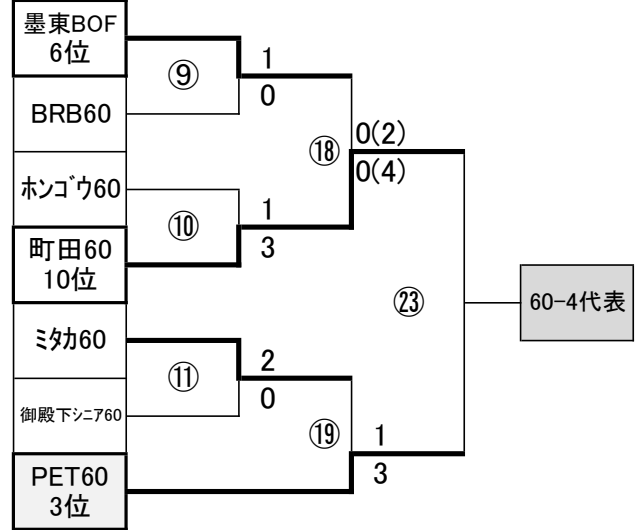 墨東BOF
6位
BRB60
ホンゴウ60
町田60
10位
ミタカ60
御殿下シニア60
PET60
3位
⑨
1
0
⑩
1
3
⑪
2
0
⑱
0(2)
0(4)
⑲
1
3
㉓
60-4代表